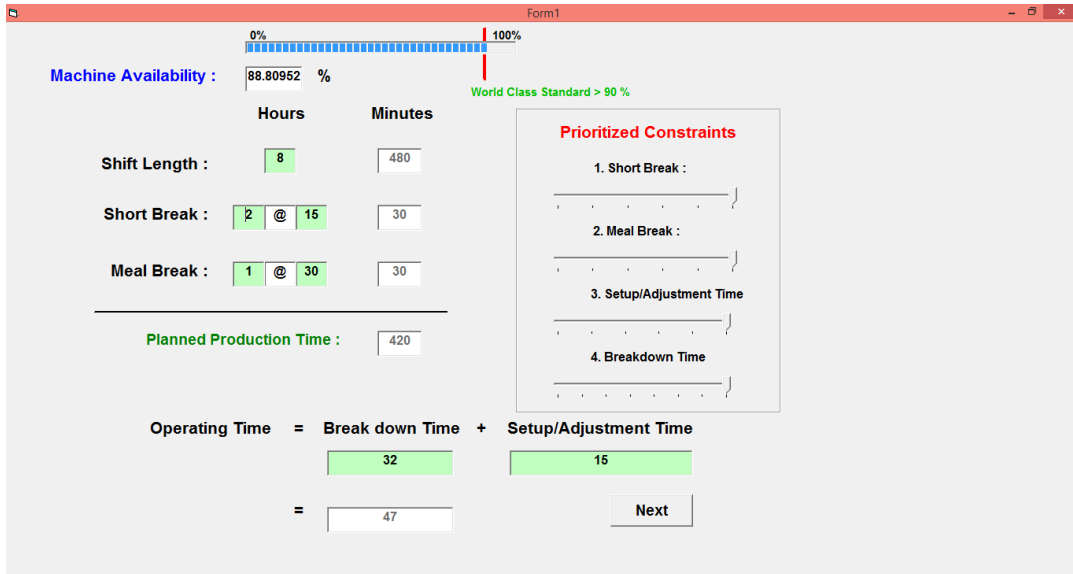 Form1
0% 100%
Machine Availability : 88.80952 %
World Class Standard > 90 %
Hours Minutes
Prioritized Constraints
Shift Length : 8 480
1. Short Break :
Short Break : 2 @ 15 30
2. Meal Break :
Meal Break : 1 @ 30 30
3. Setup/Adjustment Time
Planned Production Time : 420
4. Breakdown Time
Operating Time = Break down Time + Setup/Adjustment Time
32 15
= 47
Next